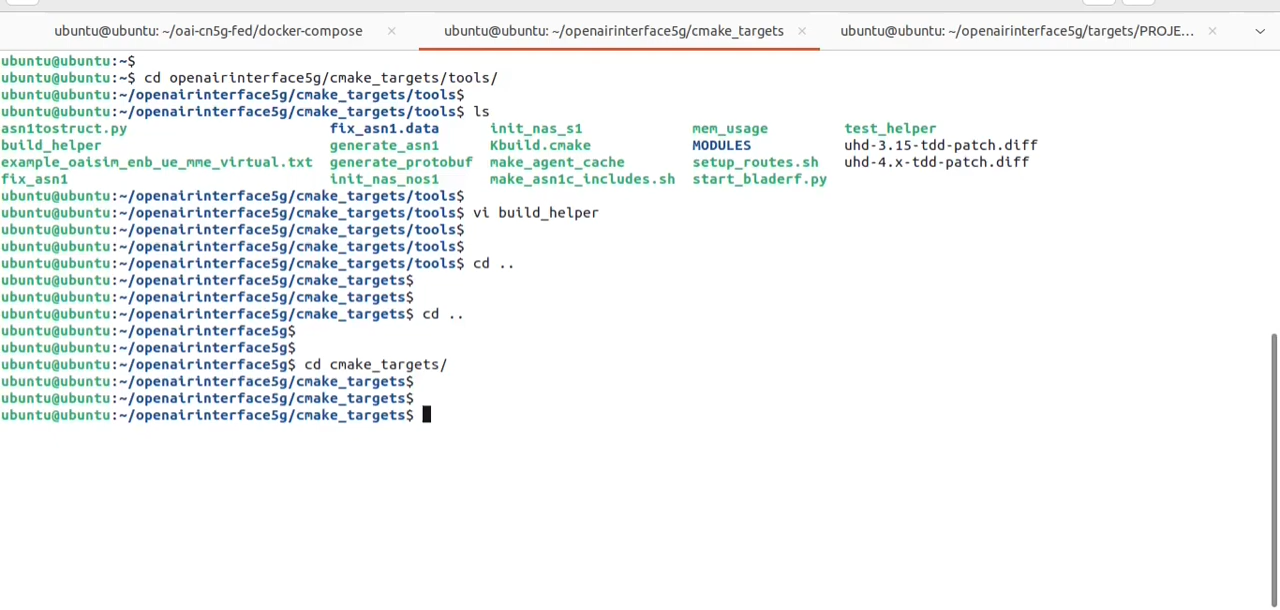 ubuntu@ubuntu: ~/oai-cn5g-fed/docker-compose × ubuntu@ubuntu: ~/openairinterface5g/cmake_targets × ubuntu@ubuntu: ~/openairinterface5g/targets/PROJE... ×
ubuntu@ubuntu:~$
ubuntu@ubuntu:~$ cd openairinterface5g/cmake_targets/tools/
ubuntu@ubuntu:~/openairinterface5g/cmake_targets/tools$
ubuntu@ubuntu:~/openairinterface5g/cmake_targets/tools$ ls
asn1tostruct.py fix_asn1.data init_nas_s1 mem_usage test_helper
build_helper generate_asn1 Kbuild.cmake MODULES uhd-3.15-tdd-patch.diff
example_oaisim_enb_ue_mme_virtual.txt generate_protobuf make_agent_cache setup_routes.sh uhd-4.x-tdd-patch.diff
fix_asn1 init_nas_nos1 make_asn1c_includes.sh start_bladerf.py
ubuntu@ubuntu:~/openairinterface5g/cmake_targets/tools$
ubuntu@ubuntu:~/openairinterface5g/cmake_targets/tools$ vi build_helper
ubuntu@ubuntu:~/openairinterface5g/cmake_targets/tools$
ubuntu@ubuntu:~/openairinterface5g/cmake_targets/tools$
ubuntu@ubuntu:~/openairinterface5g/cmake_targets/tools$ cd ..
ubuntu@ubuntu:~/openairinterface5g/cmake_targets$
ubuntu@ubuntu:~/openairinterface5g/cmake_targets$
ubuntu@ubuntu:~/openairinterface5g/cmake_targets$ cd ..
ubuntu@ubuntu:~/openairinterface5g$
ubuntu@ubuntu:~/openairinterface5g$
ubuntu@ubuntu:~/openairinterface5g$ cd cmake_targets/
ubuntu@ubuntu:~/openairinterface5g/cmake_targets$
ubuntu@ubuntu:~/openairinterface5g/cmake_targets$
ubuntu@ubuntu:~/openairinterface5g/cmake_targets$